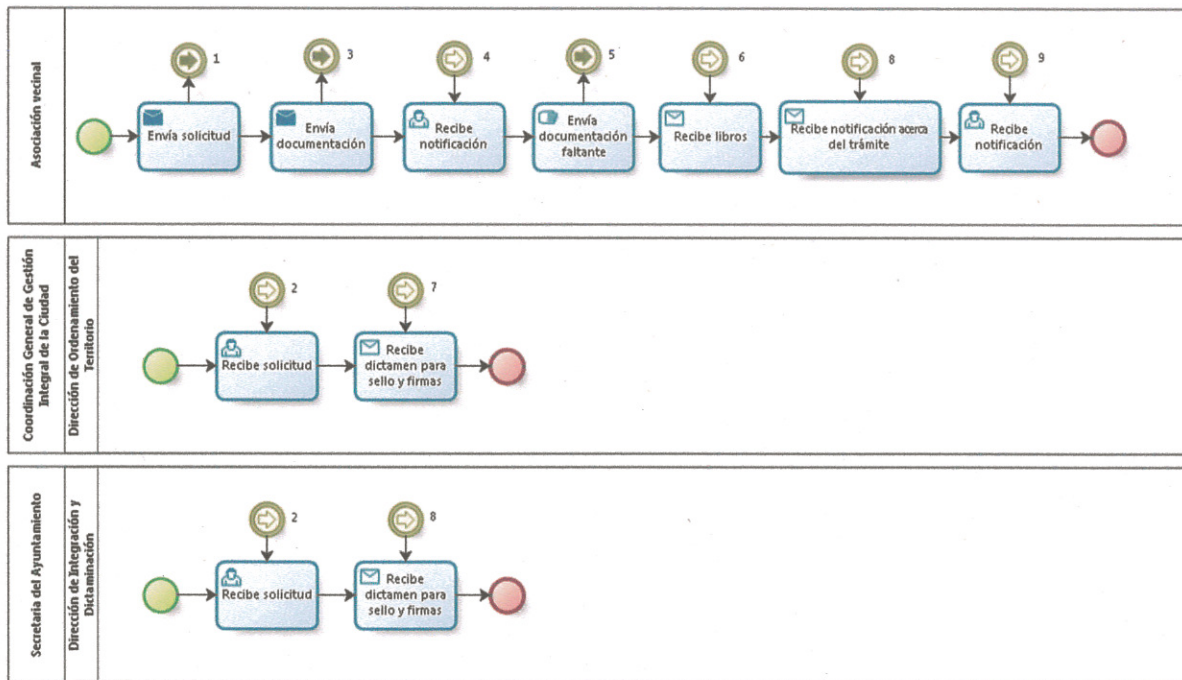 Asociación vecinal
1
3
4
5
6
8
9
Envía solicitud
Envía
documentación
Recibe
notificación
Envía
documentación
faltante
Recibe libros
Recibe notificación acerca
del trámite
Recibe
notificación
Coordinación General de Gestión
Integral de la Ciudad
Dirección de Ordenamiento del
Territorio
2
7
Recibe solicitud
Recibe
dictamen para
sello y firmas
Secretaria del Ayuntamiento
Dirección de Integración y
Dictaminación
2
8
Recibe solicitud
Recibe
dictamen para
sello y firmas